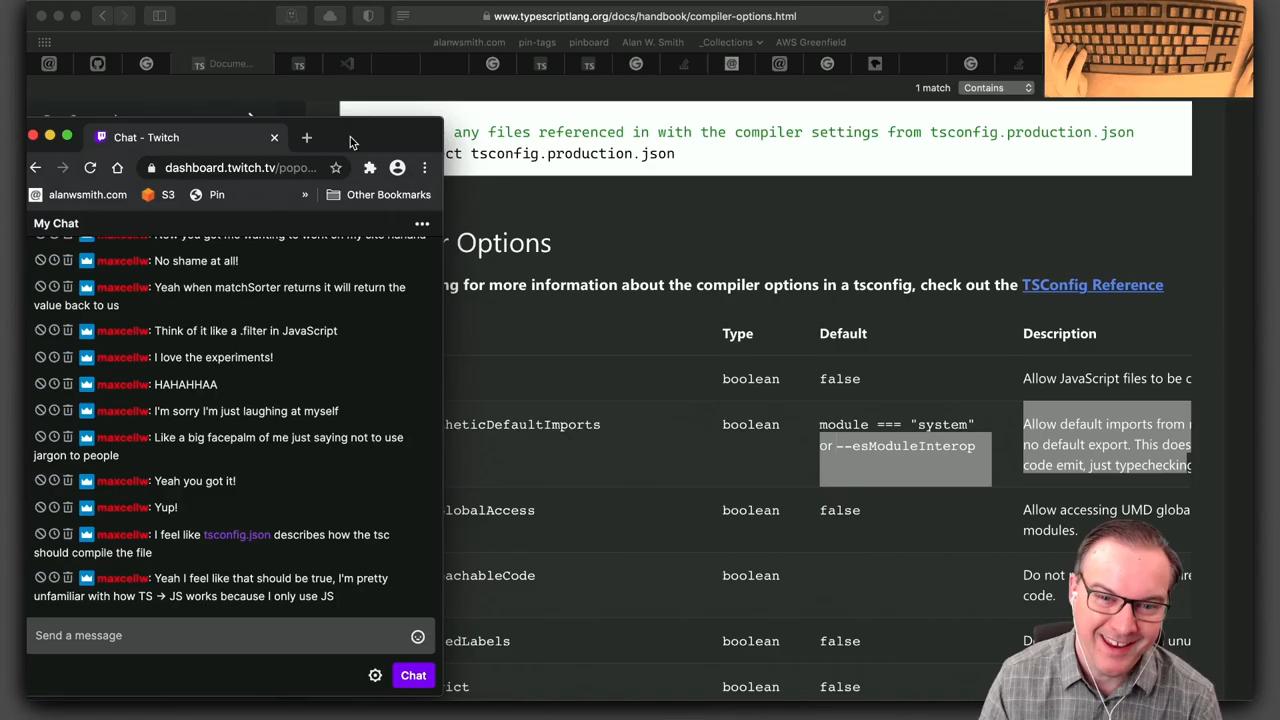 www.typescriptlang.org/docs/handbook/compiler-options.html
alanwsmith.com pin-tags pinboard Alan W. Smith _Collections AWS Greenfield
TS Docume...
1 match Contains
any files referenced in with the compiler settings from tsconfig.production.json
ct tsconfig.production.json
Chat - Twitch
dashboard.twitch.tv/popo...
alanwsmith.com S3 Pin » Other Bookmarks
My Chat
maxcellw: No shame at all!
maxcellw: Yeah when matchSorter returns it will return the
value back to us
maxcellw: Think of it like a .filter in JavaScript
maxcellw: I love the experiments!
maxcellw: HAHAHHAA
maxcellw: I'm sorry I'm just laughing at myself
maxcellw: Like a big facepalm of me just saying not to use
jargon to people
maxcellw: Yeah you got it!
maxcellw: Yup!
maxcellw: I feel like tsconfig.json describes how the tsc
should compile the file
maxcellw: Yeah I feel like that should be true, I'm pretty
unfamiliar with how TS → JS works because I only use JS
Send a message
Chat
r Options
ng for more information about the compiler options in a tsconfig, check out the TSConfig Reference
Type Default Description
boolean false Allow JavaScript files to be c
heticDefaultImports boolean module === "system"
or --esModuleInterop
Allow default imports from
no default export. This does
code emit, just typechecking
lobalAccess boolean false Allow accessing UMD globa
modules.
achableCode boolean Do not
code.
edLabels boolean false
rict boolean false